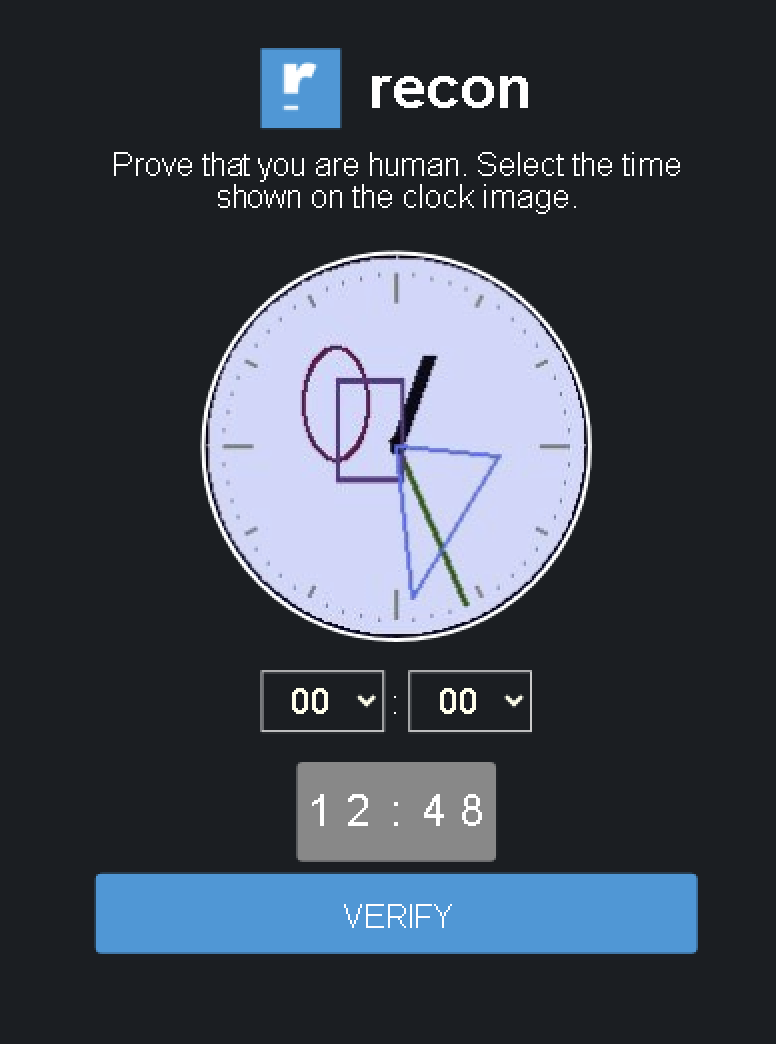 r
recon
Prove that you are human. Select the time
shown on the clock image.
00 : 00
12:48
VERIFY